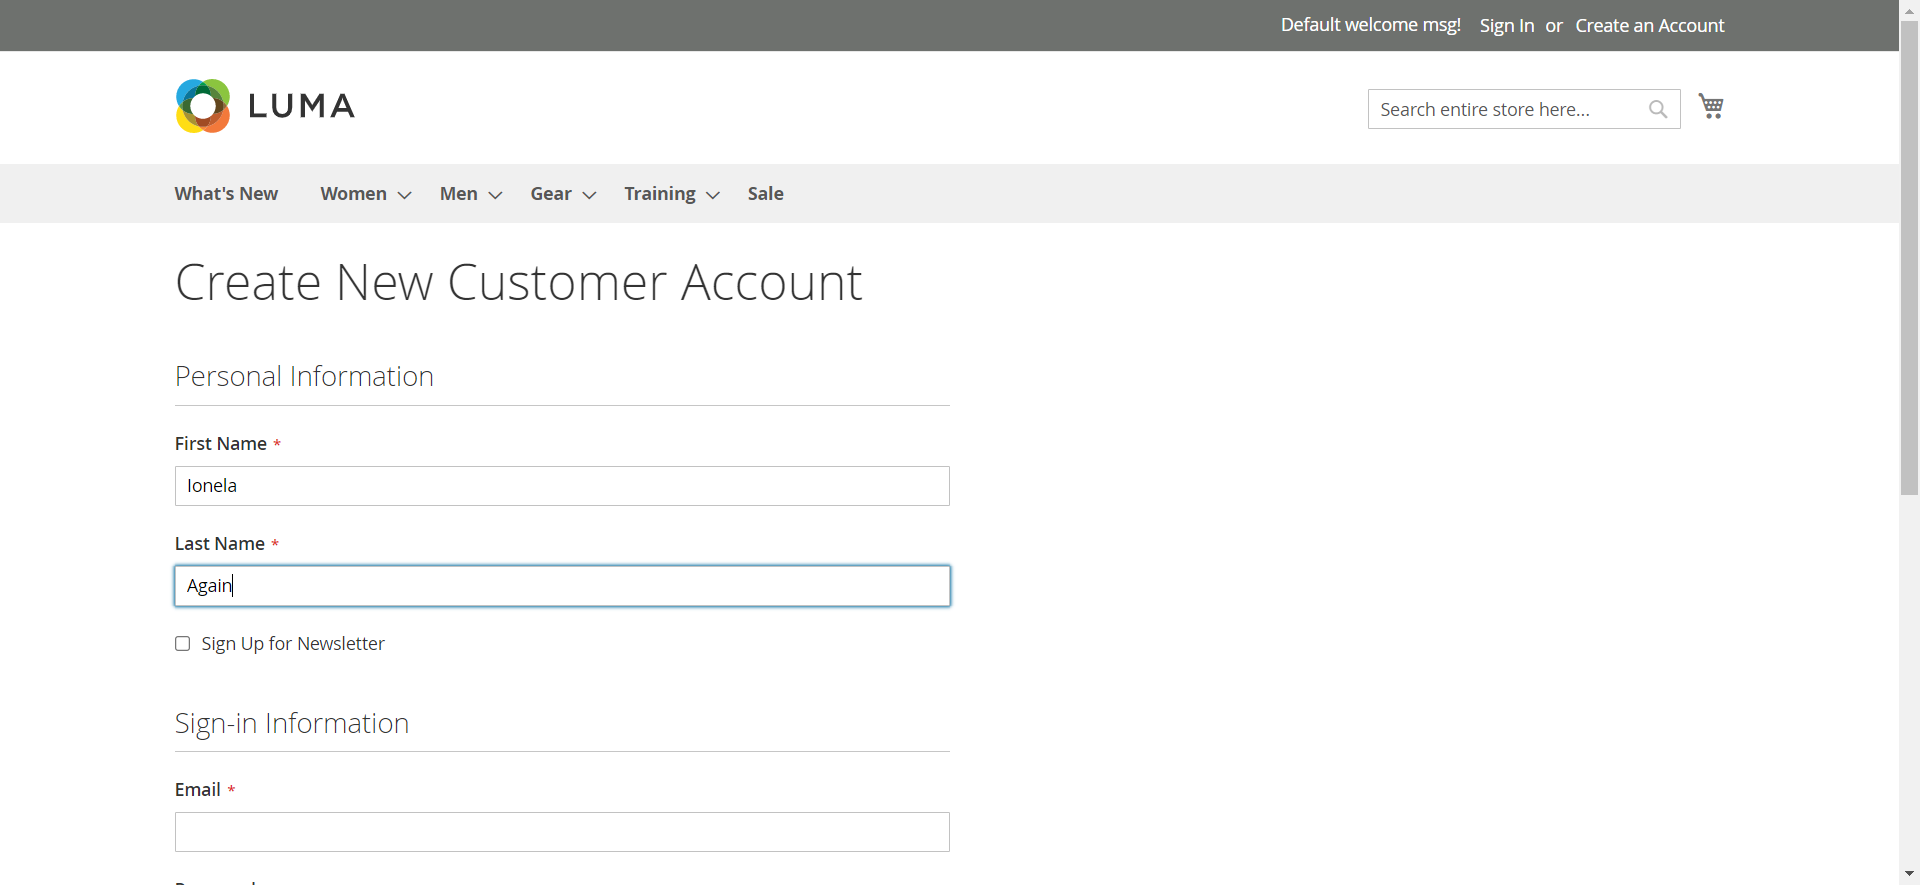 Default welcome msg! Sign In or Create an Account
LUMA
Search entire store here...
What's New Women Men Gear Training Sale
Create New Customer Account
Personal Information
First Name *
Ionela
Last Name *
Again
Sign Up for Newsletter
Sign-in Information
Email *